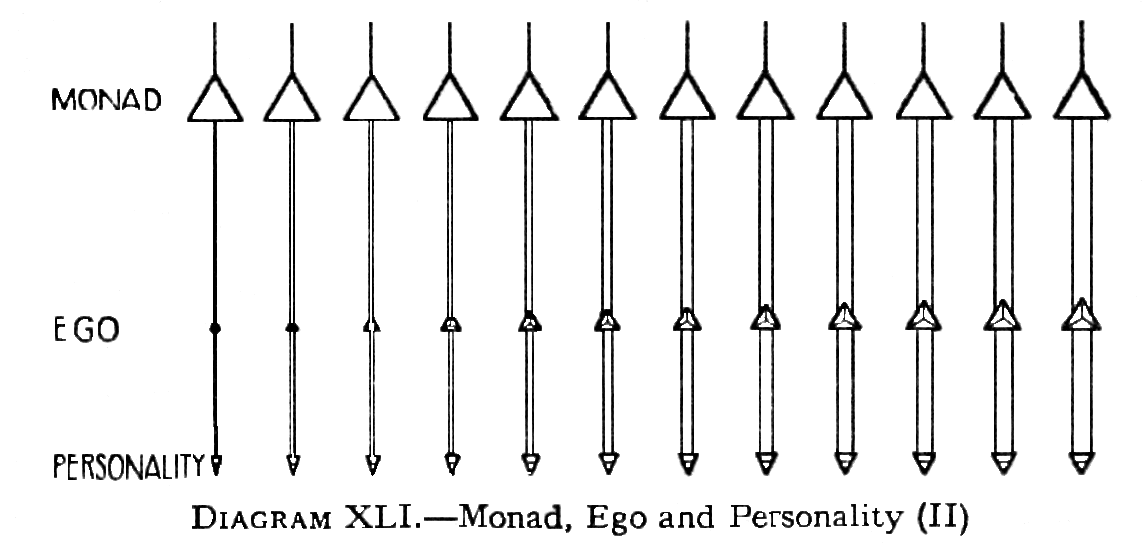 MONAD
EGO
PERSONALITY
DIAGRAM XLI.—Monad, Ego and Personality (II)